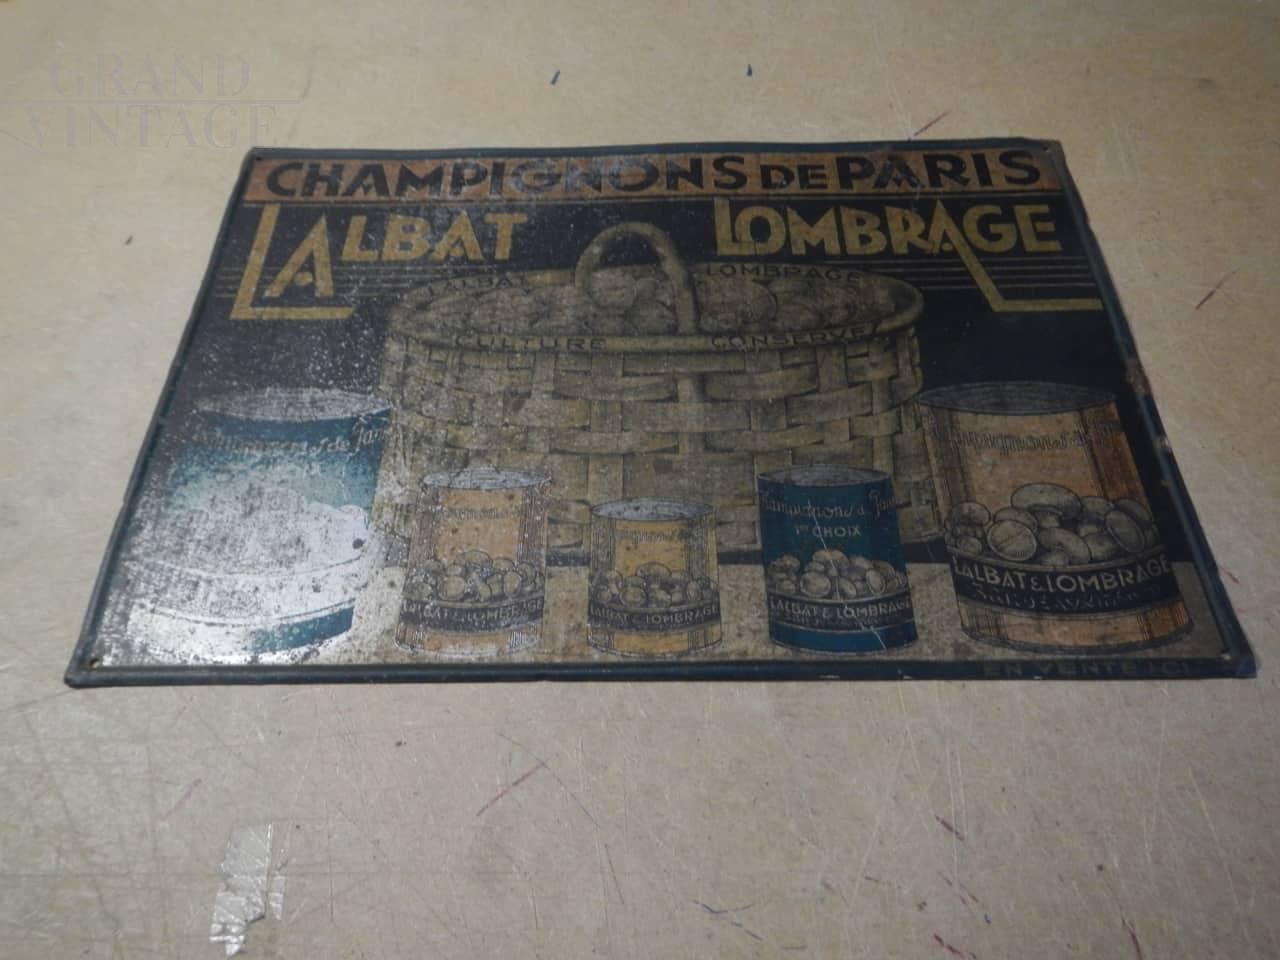 GRAND
VINTAGE
CHAMPIGNONS DE PARIS
LALBAT LOMBRAGE
LALBAT LOMBRAGE
CULTURE CONSERVE
1er CHOIX
LALBAT & LOMBRAGE
LALBAT & LOMBRAGE
LALBAT & LOMBRAGE
LALBAT & LOMBRAGE
EN VENTE ICI